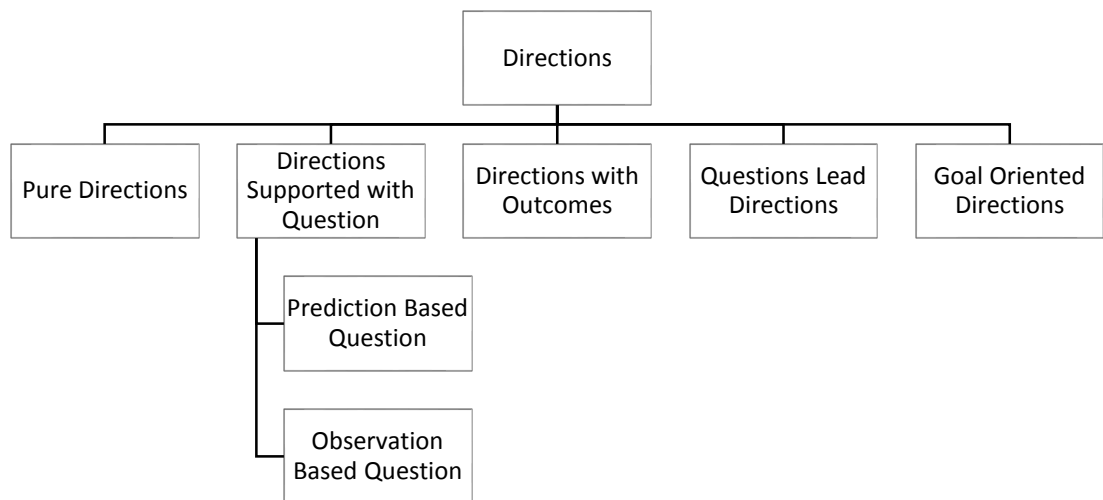 Directions
Pure Directions
Directions
Supported with
Question
Directions with
Outcomes
Questions Lead
Directions
Goal Oriented
Directions
Prediction Based
Question
Observation
Based Question